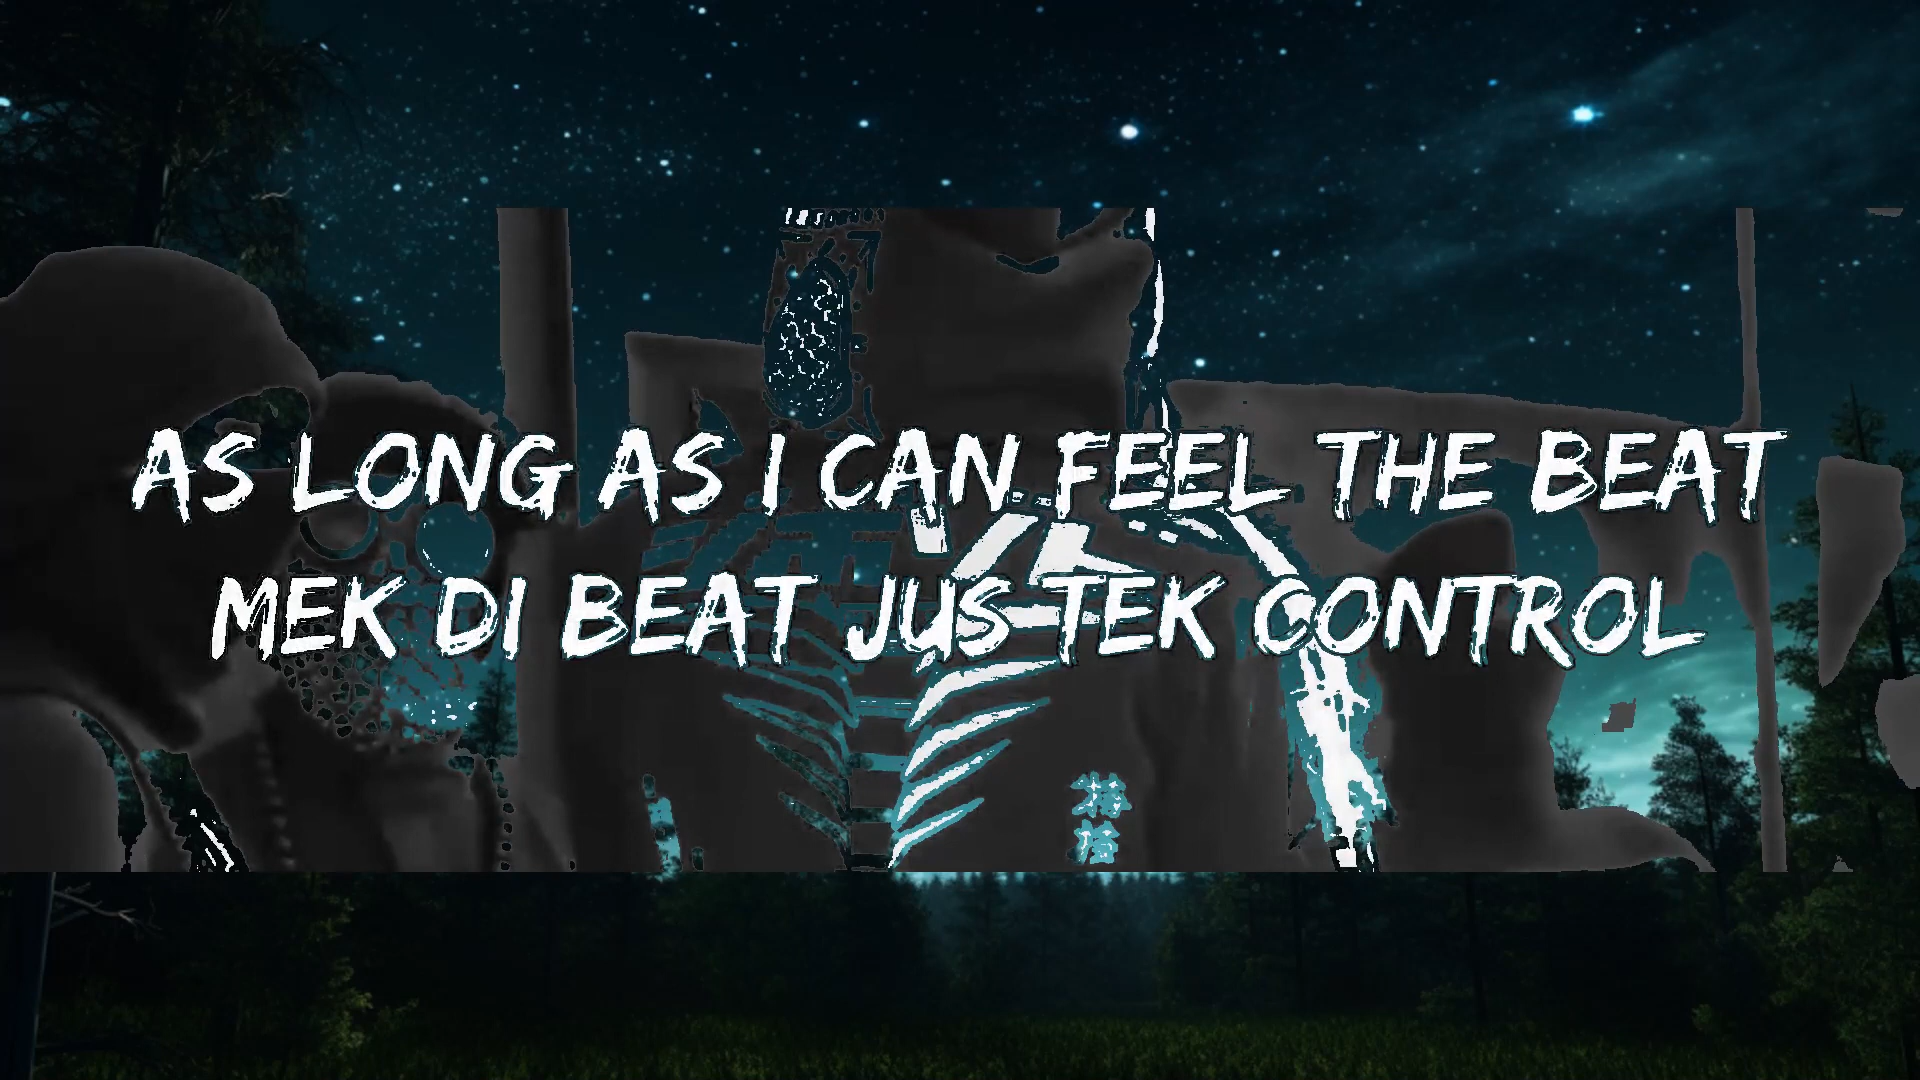 AS LONG AS I CAN FEEL THE BEAT
MEK DI BEAT JUS TEK CONTROL